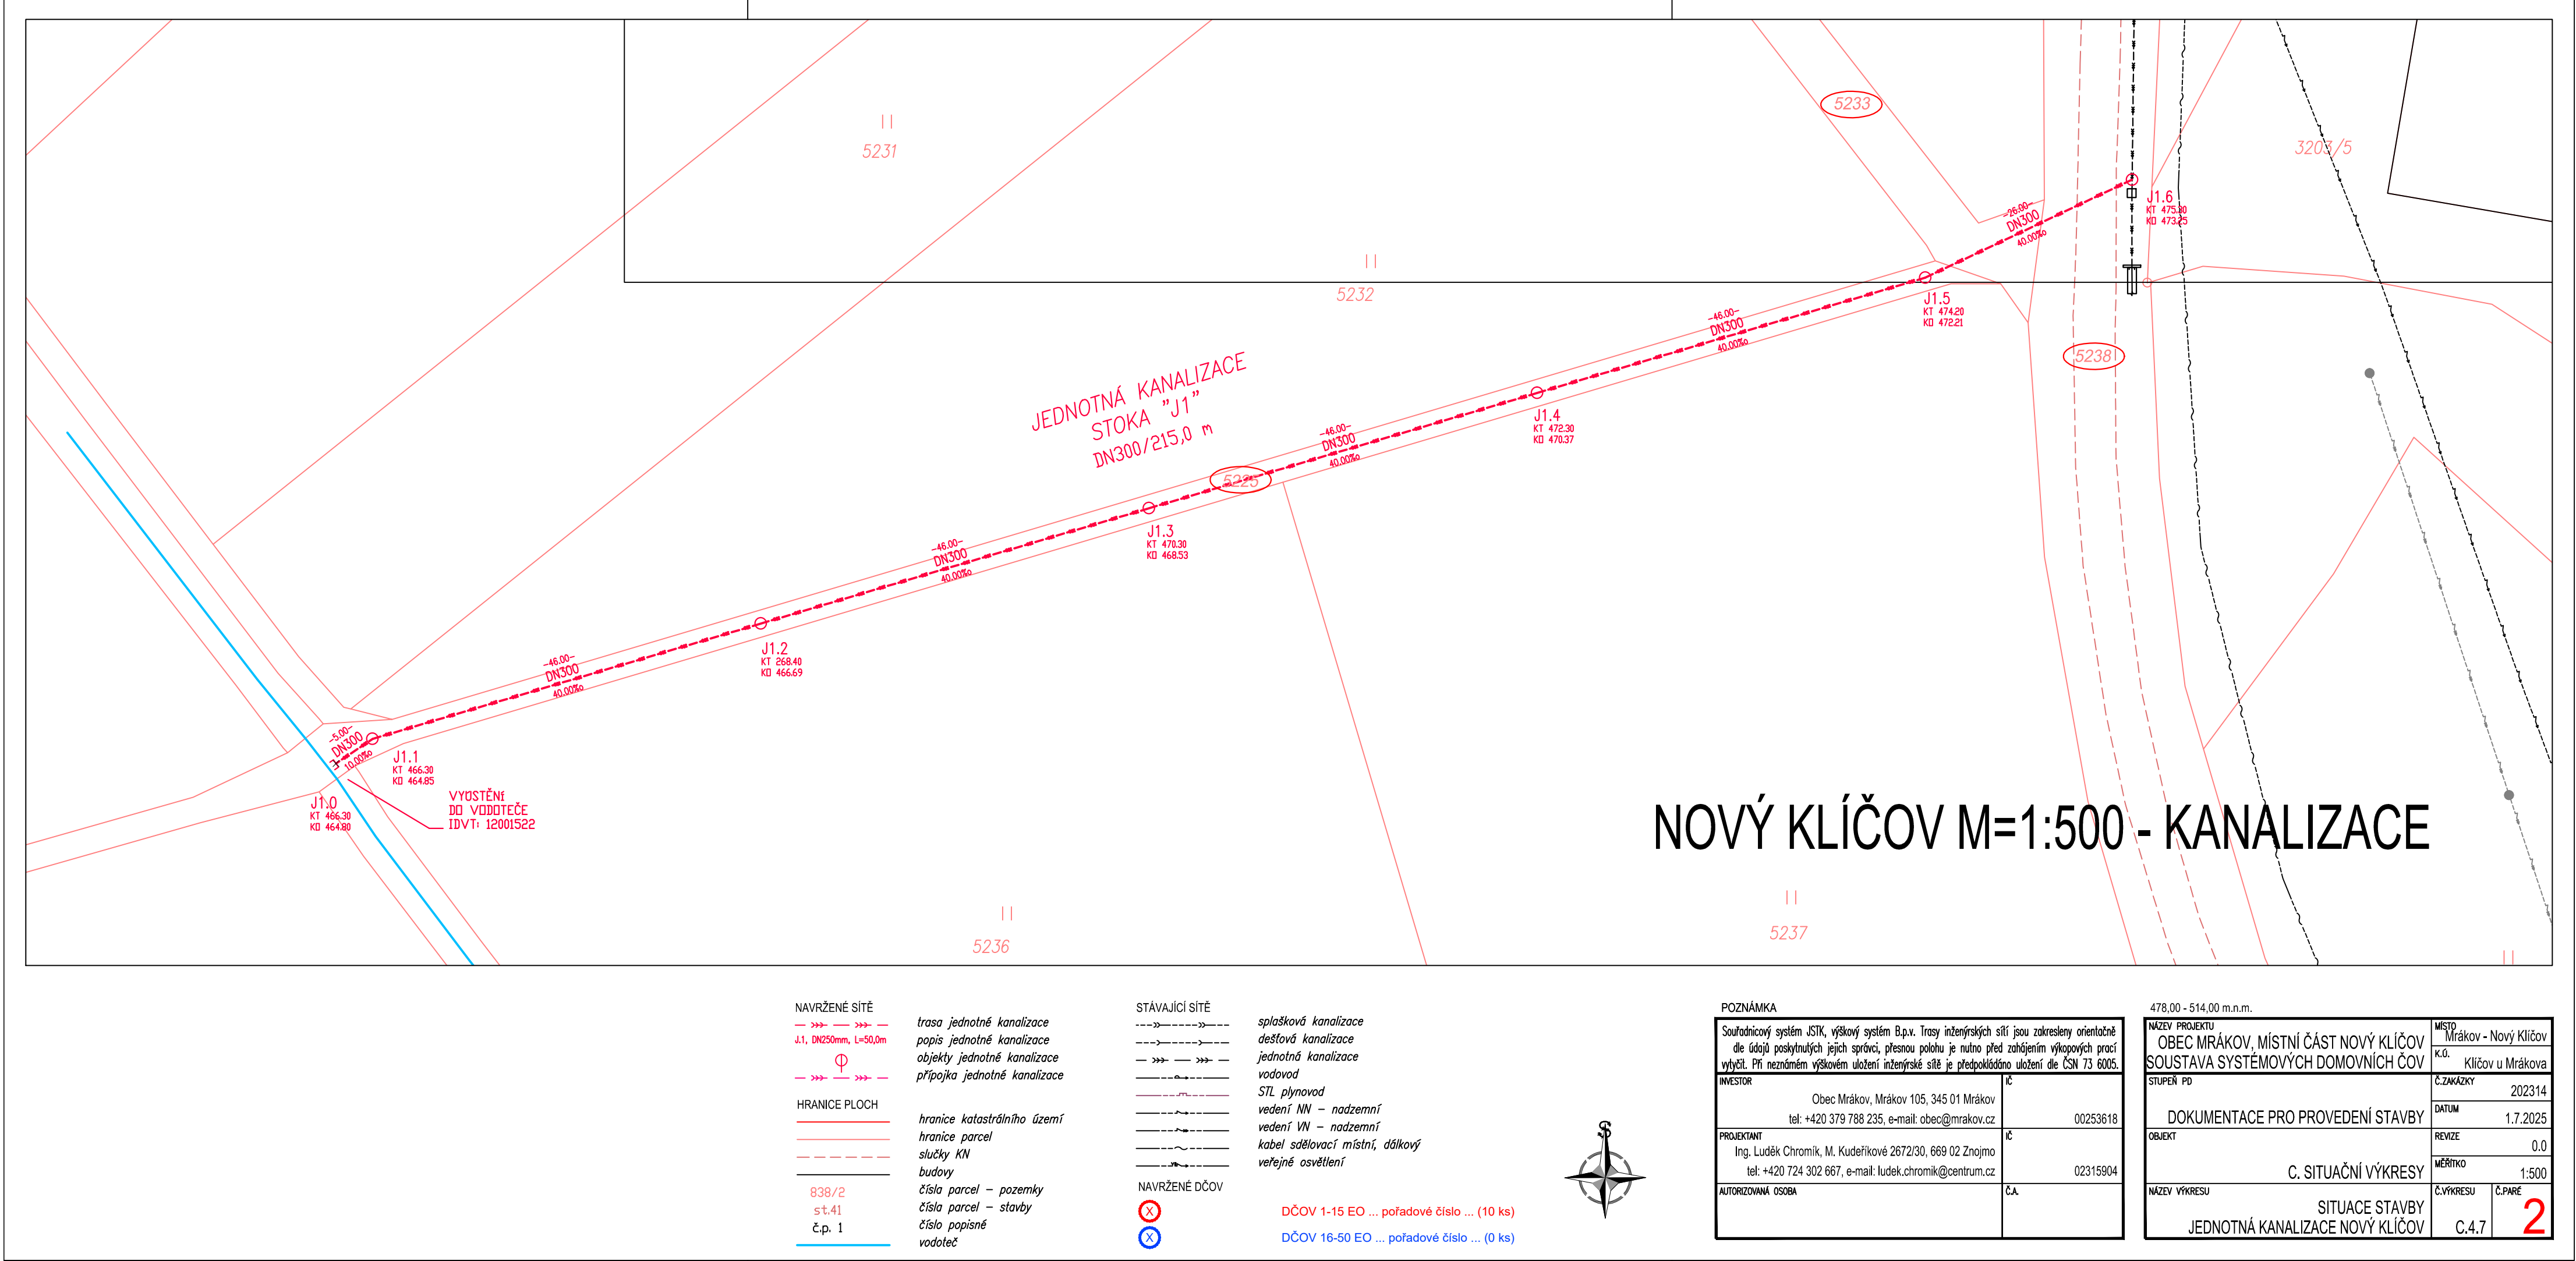 5233
5231
3203/5
J1.6
KT 475.30
KD 473.25
-26.00-
DN300
40.00‰
5232
J1.5
KT 474.20
KD 472.21
-46.00-
DN300
40.00‰
5238
JEDNOTNÁ KANALIZACE
STOKA "J1"
DN300/215,0 m
J1.4
KT 472.30
KD 470.37
-46.00-
DN300
40.00‰
5225
J1.3
KT 470.30
KD 468.53
-46.00-
DN300
40.00‰
J1.2
KT 268.40
KD 466.69
-46.00-
DN300
40.00‰
-5.00-
DN300
10.00‰
J1.1
KT 466.30
KD 464.85
J1.0
KT 466.30
KD 464.80
VYÚSTĚNÍ
DO VODOTEČE
IDVT: 12001522
NOVÝ KLÍČOV M=1:500 - KANALIZACE
5236
5237
NAVRŽENÉ SÍTĚ
trasa jednotné kanalizace
J.1, DN250mm, L=50,0m popis jednotné kanalizace
objekty jednotné kanalizace
přípojka jednotné kanalizace
HRANICE PLOCH
hranice katastrálního území
hranice parcel
slučky KN
budovy
838/2 čísla parcel – pozemky
st.41 čísla parcel – stavby
č.p. 1 číslo popisné
vodoteč
STÁVAJÍCÍ SÍTĚ
splašková kanalizace
dešťová kanalizace
jednotná kanalizace
vodovod
STL plynovod
vedení NN – nadzemní
vedení VN – nadzemní
kabel sdělovací místní, dálkový
veřejné osvětlení
NAVRŽENÉ DČOV
X DČOV 1-15 EO ... pořadové číslo ... (10 ks)
X DČOV 16-50 EO ... pořadové číslo ... (0 ks)
S
POZNÁMKA
Souřadnicový systém JSTK, výškový systém B.p.v. Trasy inženýrských sítí jsou zakresleny orientačně
dle údajů poskytnutých jejich správci, přesnou polohu je nutno před zahájením výkopových prací
vytyčit. Při neznámém výškovém uložení inženýrské sítě je předpokládáno uložení dle ČSN 73 6005.
INVESTOR IČ
Obec Mrákov, Mrákov 105, 345 01 Mrákov
tel: +420 379 788 235, e-mail: obec@mrakov.cz 00253618
PROJEKTANT IČ
Ing. Luděk Chromík, M. Kudeříkové 2672/30, 669 02 Znojmo
tel: +420 724 302 667, e-mail: ludek.chromik@centrum.cz 02315904
AUTORIZOVANÁ OSOBA Č.A.
478,00 - 514,00 m.n.m.
NÁZEV PROJEKTU
OBEC MRÁKOV, MÍSTNÍ ČÁST NOVÝ KLÍČOV
SOUSTAVA SYSTÉMOVÝCH DOMOVNÍCH ČOV
MÍSTO
Mrákov - Nový Klíčov
K.Ú.
Klíčov u Mrákova
STUPEŇ PD
DOKUMENTACE PRO PROVEDENÍ STAVBY
Č.ZAKÁZKY
202314
DATUM
1.7.2025
OBJEKT
C. SITUAČNÍ VÝKRESY
REVIZE
0.0
MĚŘÍTKO
1:500
NÁZEV VÝKRESU
SITUACE STAVBY
JEDNOTNÁ KANALIZACE NOVÝ KLÍČOV
Č.VÝKRESU
C.4.7
Č.PARÉ
2